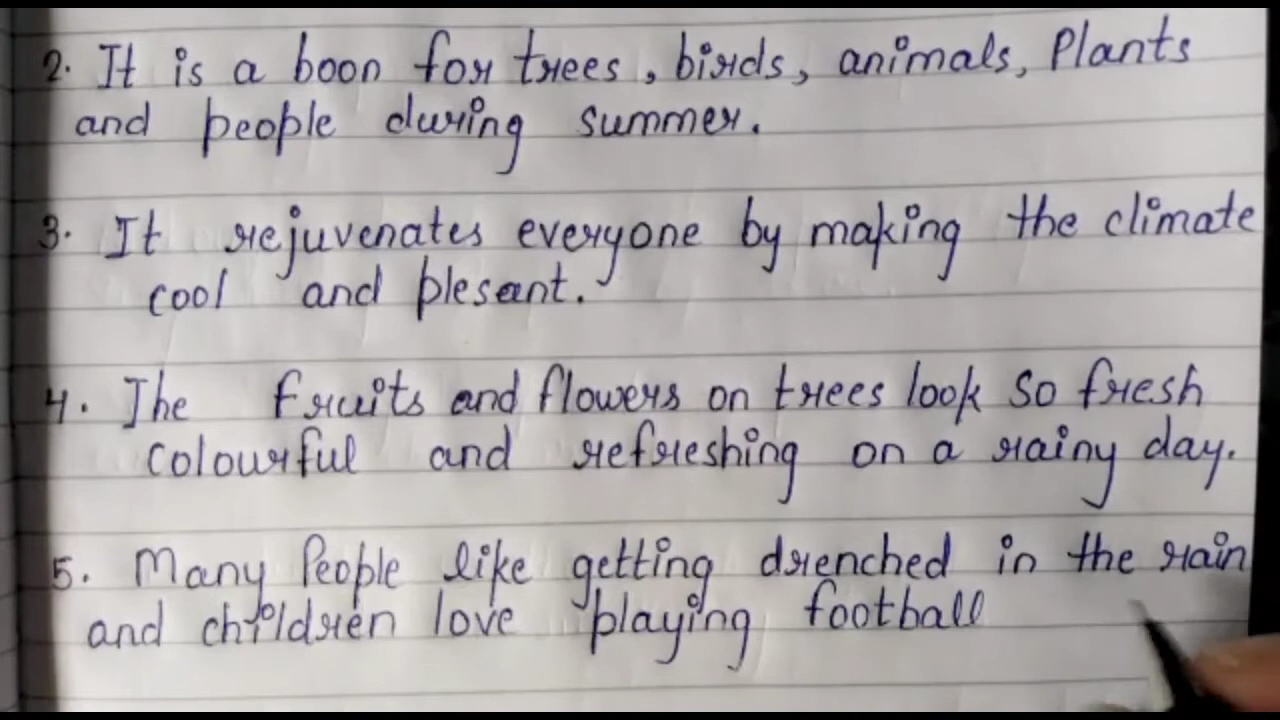 2. It is a boon for trees, birds, animals, Plants
and people during summer.
3. It rejuvenates everyone by making the climate
cool and plesant.
4. The fruits and flowers on trees look so fresh
colourful and refreshing on a rainy day.
5. Many People like getting drenched in the rain
and children love playing football